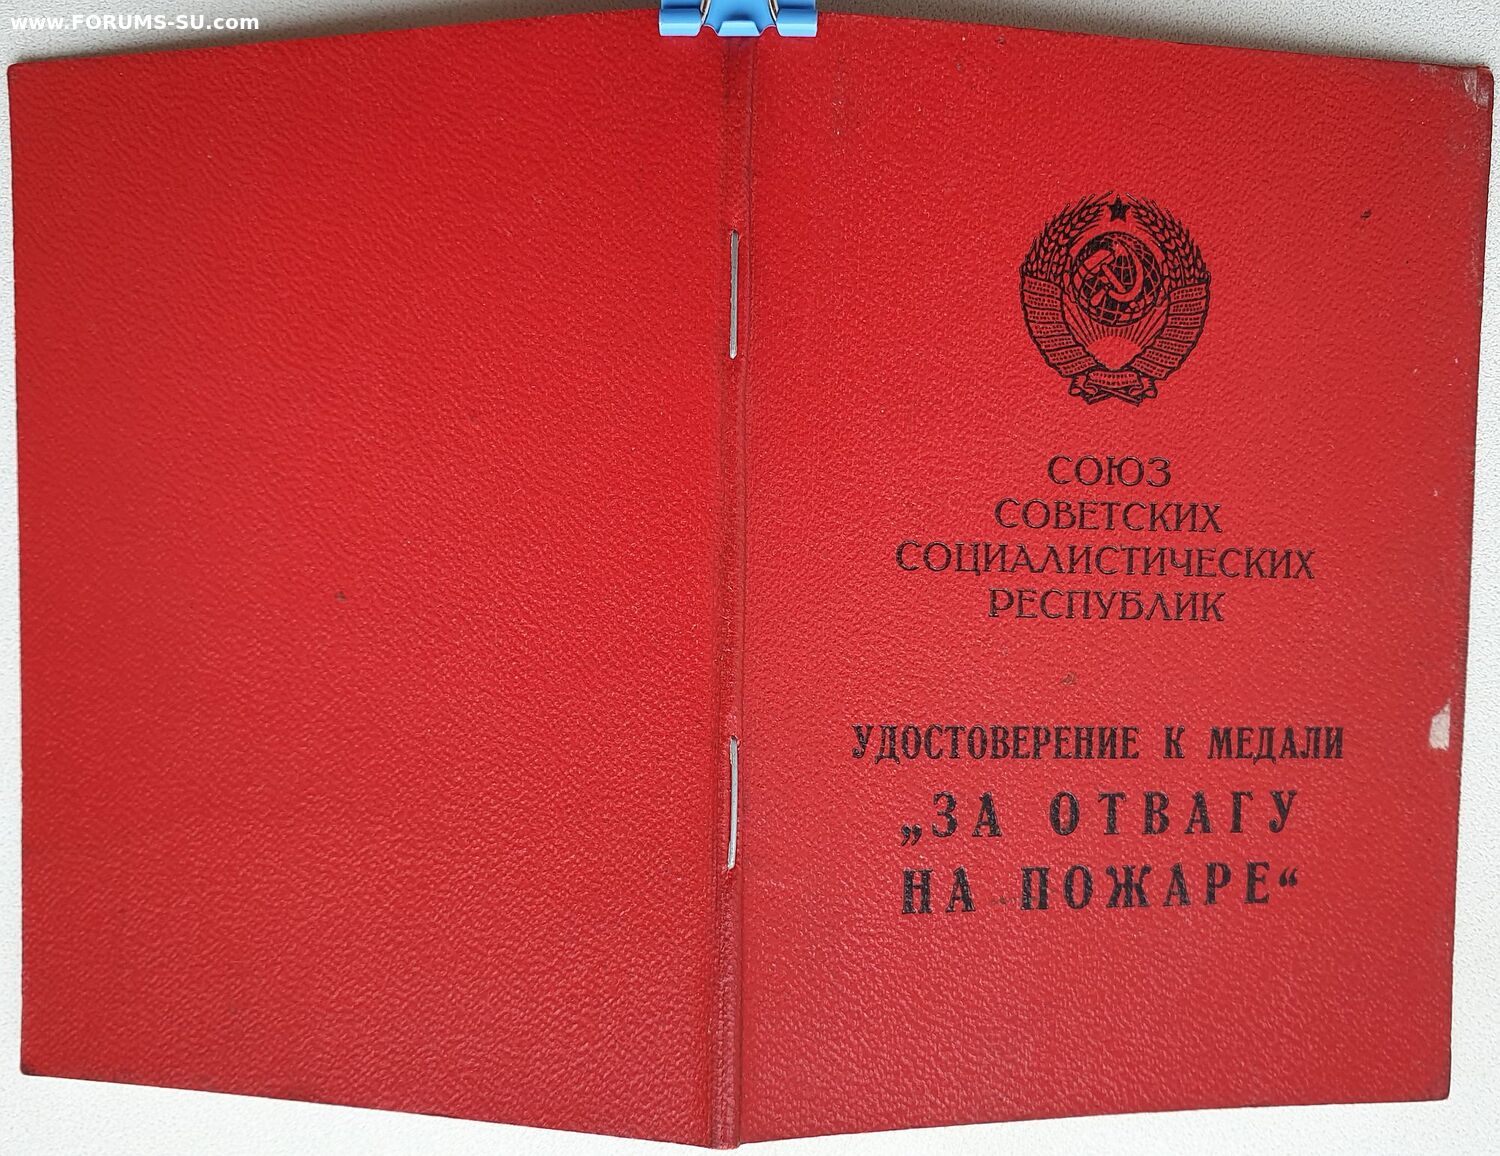 www.FORUMS-SU.com
СОЮЗ
СОВЕТСКИХ
СОЦИАЛИСТИЧЕСКИХ
РЕСПУБЛИК
УДОСТОВЕРЕНИЕ К МЕДАЛИ
„ЗА ОТВАГУ
НА ПОЖАРЕ“